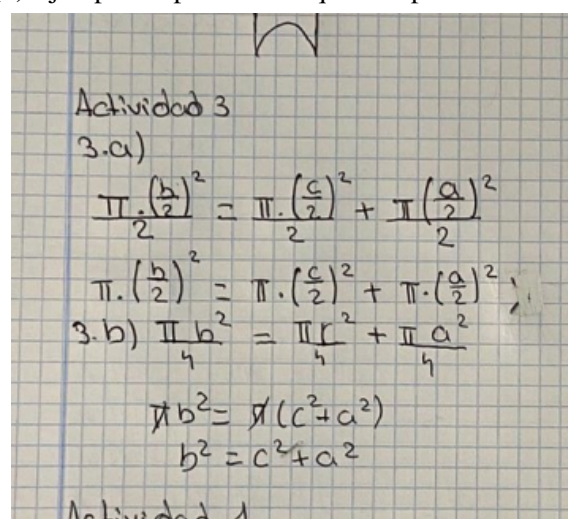 Actividad 3
3.a)
π·(b/2)²/2 = π·(c/2)²/2 + π(a/2)²/2
π·(b/2)² = π·(c/2)² + π·(a/2)²
3.b) πb²/4 = πr²/4 + πa²/4
πb² = π(c²+a²)
b² = c²+a²